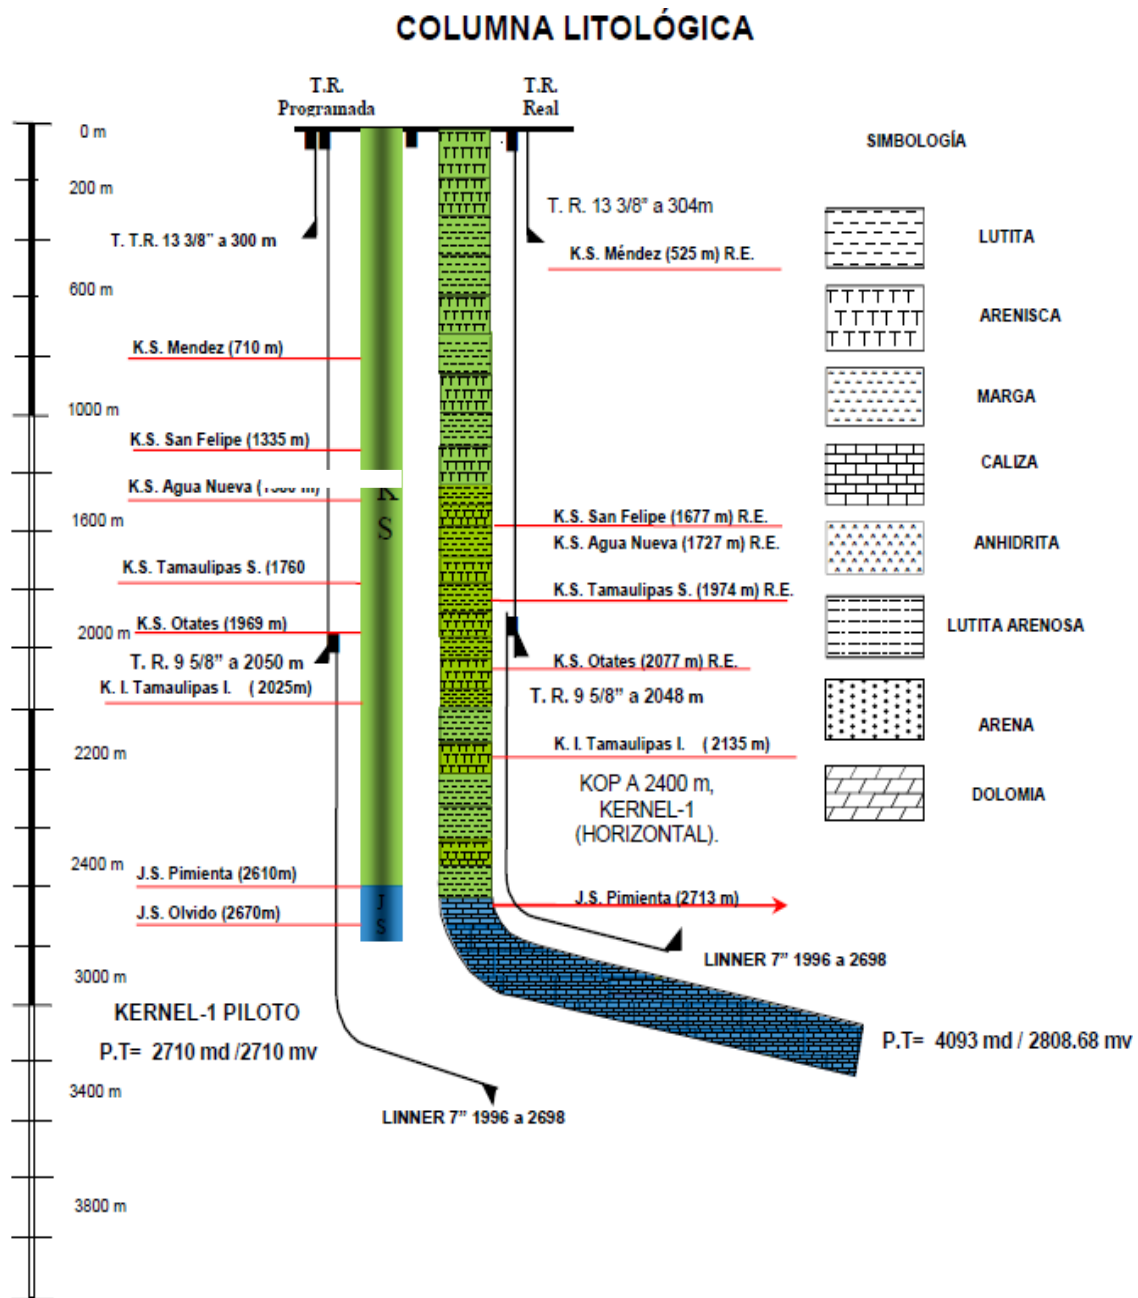 COLUMNA LITOLÓGICA
T.R.
Programada
T.R.
Real
0 m
SIMBOLOGÍA
200 m
T. R. 13 3/8" a 304m
T. T.R. 13 3/8" a 300 m
K.S. Méndez (525 m) R.E.
LUTITA
600 m
ARENISCA
K.S. Mendez (710 m)
MARGA
1000 m
K.S. San Felipe (1335 m)
CALIZA
K.S. Agua Nueva
K
S
1600 m
K.S. San Felipe (1677 m) R.E.
K.S. Agua Nueva (1727 m) R.E.
ANHIDRITA
K.S. Tamaulipas S. (1760
K.S. Tamaulipas S. (1974 m) R.E.
K.S. Otates (1969 m)
2000 m
LUTITA ARENOSA
T. R. 9 5/8" a 2050 m
K.S. Otates (2077 m) R.E.
K. I. Tamaulipas I. ( 2025m)
T. R. 9 5/8" a 2048 m
ARENA
2200 m
K. I. Tamaulipas I. ( 2135 m)
KOP A 2400 m,
KERNEL-1
(HORIZONTAL).
DOLOMIA
2400 m
J.S. Pimienta (2610m)
J.S. Pimienta (2713 m)
J
S
J.S. Olvido (2670m)
LINNER 7" 1996 a 2698
3000 m
KERNEL-1 PILOTO
P.T= 2710 md /2710 mv
P.T= 4093 md / 2808.68 mv
3400 m
LINNER 7" 1996 a 2698
3800 m